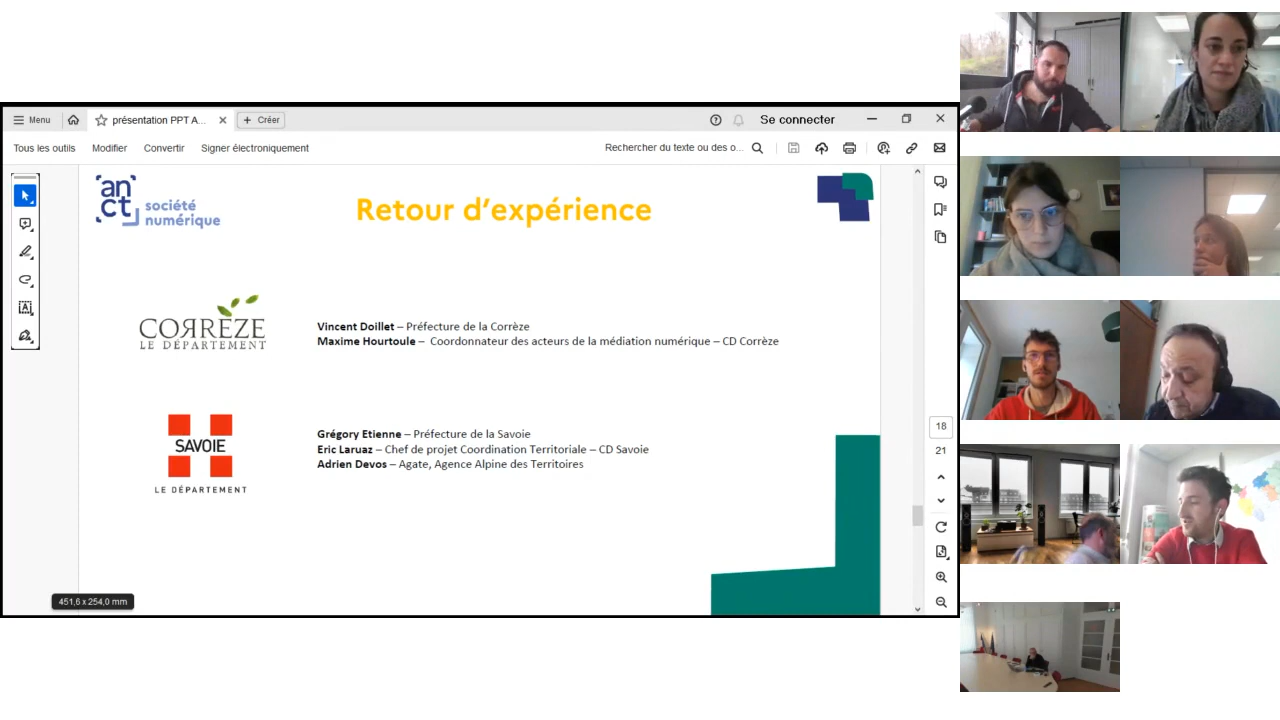 Menu
présentation PPT A...
Créer
Se connecter
Tous les outils
Modifier
Convertir
Signer électroniquement
Rechercher du texte ou des o...
an
ct
société
numérique
Retour d'expérience
CORRÈZE
LE DÉPARTEMENT
Vincent Doillet – Préfecture de la Corrèze
Maxime Hourtoule – Coordonnateur des acteurs de la médiation numérique – CD Corrèze
SAVOIE
LE DÉPARTEMENT
Grégory Etienne – Préfecture de la Savoie
Eric Laruaz – Chef de projet Coordination Territoriale – CD Savoie
Adrien Devos – Agate, Agence Alpine des Territoires
18
21
451,6 x 254,0 mm